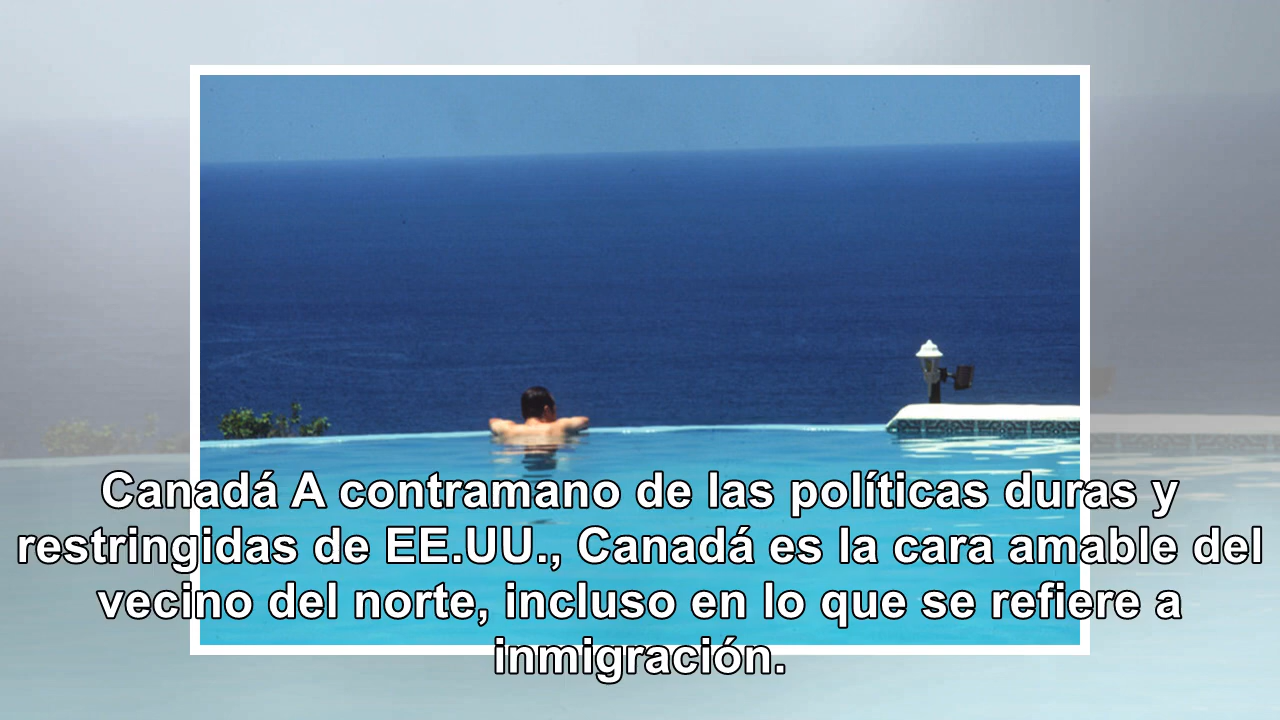 Canadá A contramano de las políticas duras y
restringidas de EE.UU., Canadá es la cara amable del
vecino del norte, incluso en lo que se refiere a
inmigración.